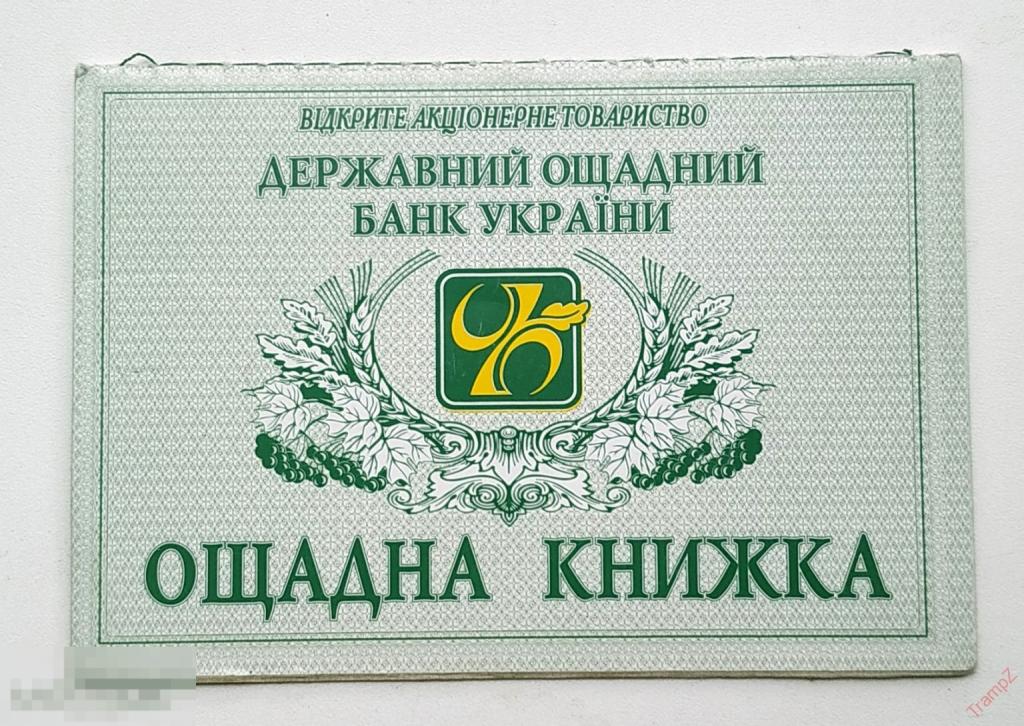 ВІДКРИТЕ АКЦІОНЕРНЕ ТОВАРИСТВО
ДЕРЖАВНИЙ ОЩАДНИЙ
БАНК УКРАЇНИ
ОЩАДНА КНИЖКА
TrampZ